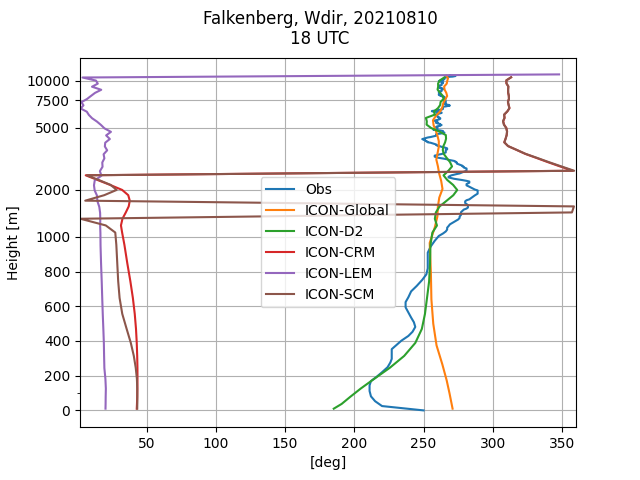 Falkenberg, Wdir, 20210810
18 UTC
Height [m]
10000
7500
5000
2000
1000
800
600
400
200
0
Obs
ICON-Global
ICON-D2
ICON-CRM
ICON-LEM
ICON-SCM
50 100 150 200 250 300 350
[deg]